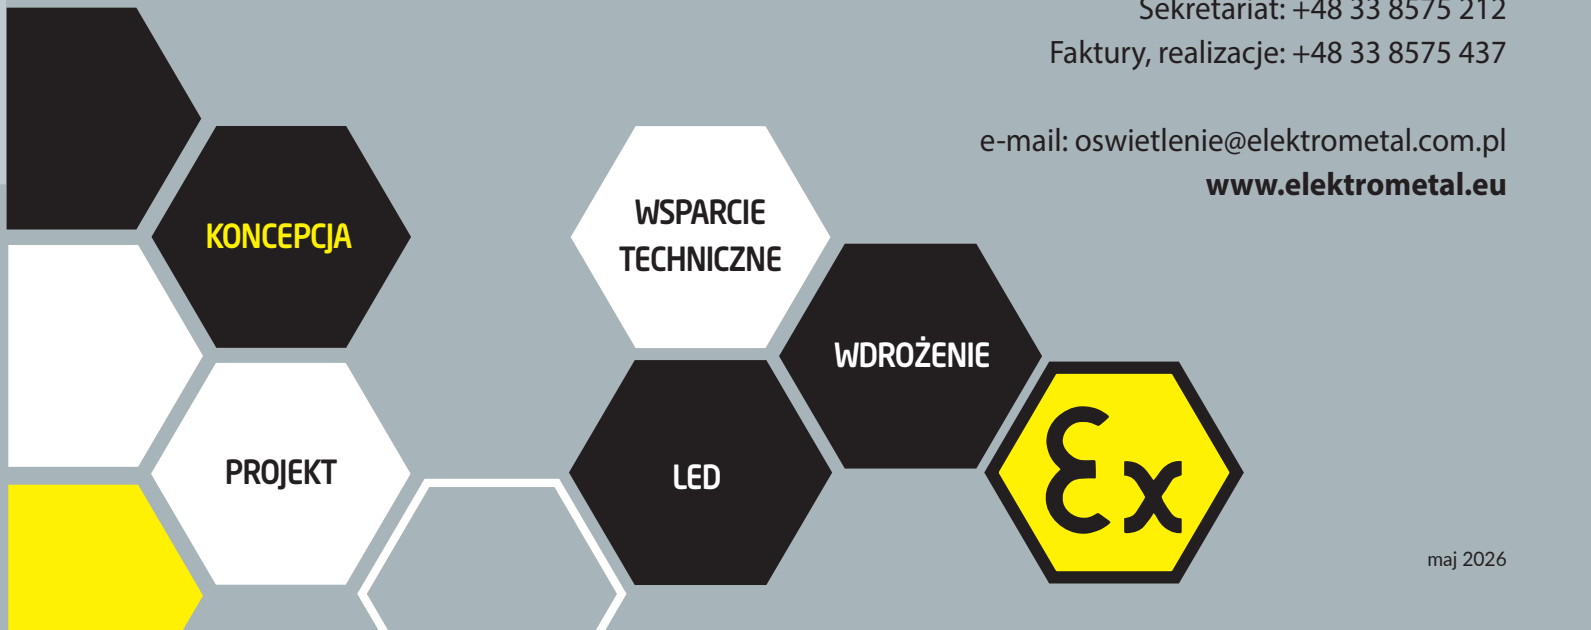 Sekretariat: +48 33 8575 212
Faktury, realizacje: +48 33 8575 437
e-mail: oswietlenie@elektrometal.com.pl
www.elektrometal.eu
KONCEPCJA
WSPARCIE
TECHNICZNE
WDROŻENIE
PROJEKT
LED
Ex
maj 2026